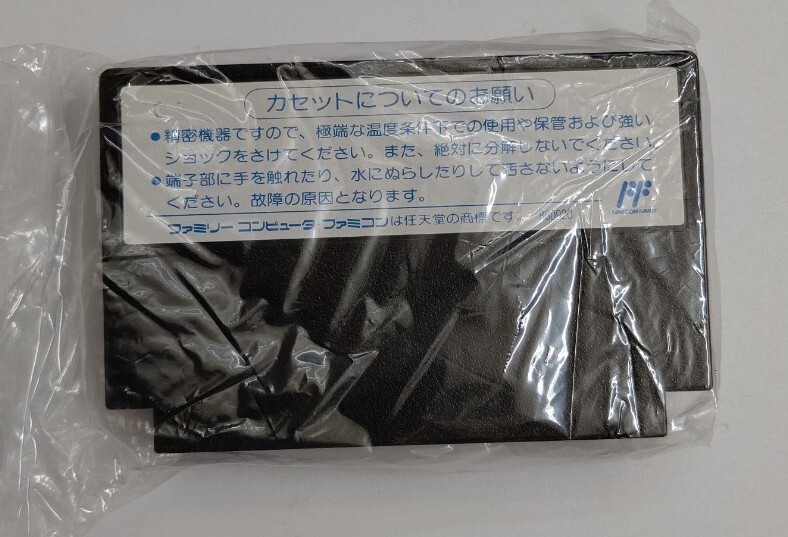 カセットについてのお願い
●精密機器ですので、極端な温度条件下での使用や保管および強い
ショックをさけてください。また、絶対に分解しないでください。
●端子部に手を触れたり、水にぬらしたりして汚さないようにして
ください。故障の原因となります。
ファミリーコンピュータ・ファミコンは任天堂の商標です。